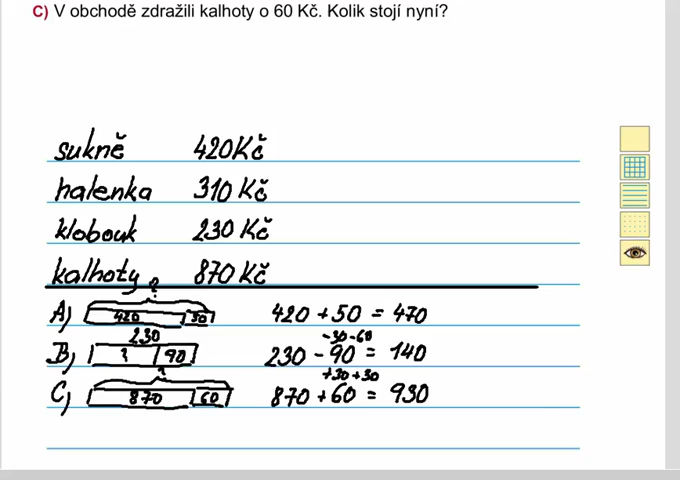 C) V obchodě zdražili kalhoty o 60 Kč. Kolik stojí nyní?
sukně 420 Kč
halenka 310 Kč
klobouk 230 Kč
kalhoty 870 Kč
?
A) 420 50 420 + 50 = 470
230 -30 -60
B) ? 90 230 - 90 = 140
? +30 +30
C) 870 60 870 + 60 = 930